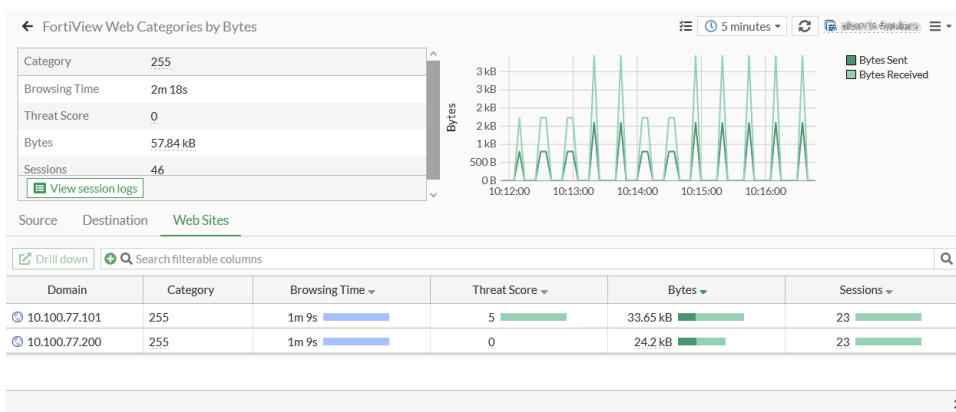 FortiView Web Categories by Bytes
5 minutes
Category 255
Browsing Time 2m 18s
Threat Score 0
Bytes 57.84 kB
Sessions 46
View session logs
Bytes
3 kB
3 kB
2 kB
2 kB
1 kB
500 B
0 B
10:12:00 10:13:00 10:14:00 10:15:00 10:16:00
Bytes Sent
Bytes Received
Source Destination Web Sites
Drill down Search filterable columns
Domain Category Browsing Time Threat Score Bytes Sessions
10.100.77.101 255 1m 9s 5 33.65 kB 23
10.100.77.200 255 1m 9s 0 24.2 kB 23